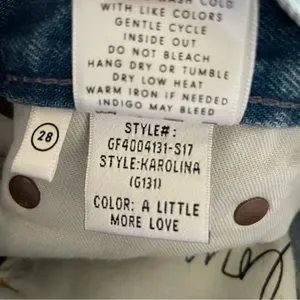 WITH LIKE COLORS
GENTLE CYCLE
INSIDE OUT
DO NOT BLEACH
HANG DRY OR TUMBLE
DRY LOW HEAT
WARM IRON IF NEEDED
INDIGO MAY BLEED
28
STYLE#:
GF4004131-S17
STYLE:KAROLINA
(G131)
COLOR: A LITTLE
MORE LOVE